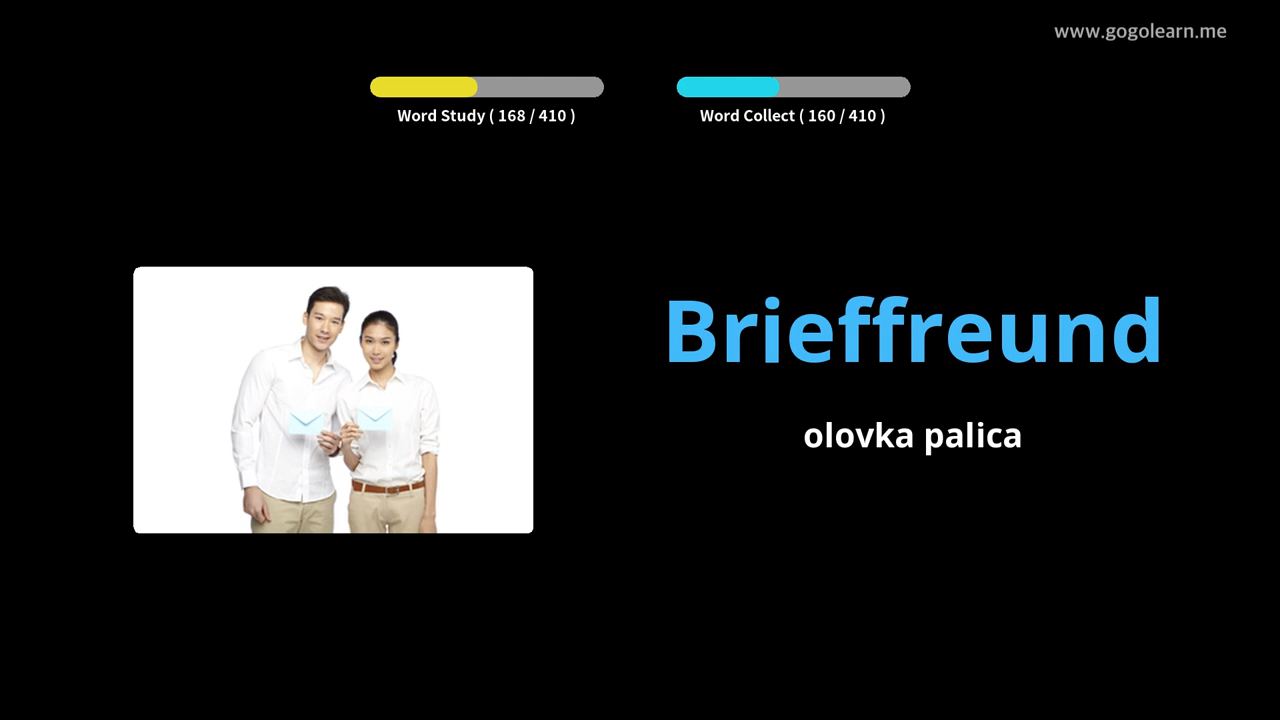 www.gogolearn.me
Word Study ( 168 / 410 )
Word Collect ( 160 / 410 )
Brieffreund
olovka palica